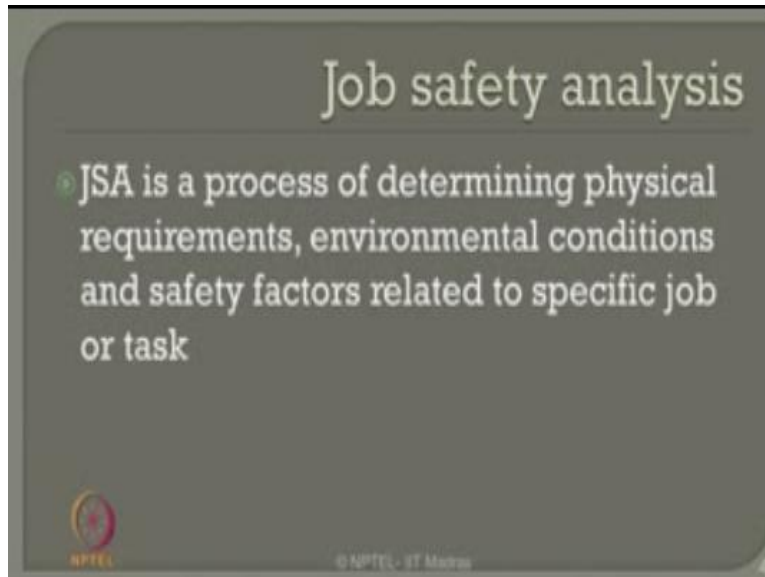 Job safety analysis
JSA is a process of determining physical
requirements, environmental conditions
and safety factors related to specific job
or task
NPTEL
© NPTEL- IIT Madras